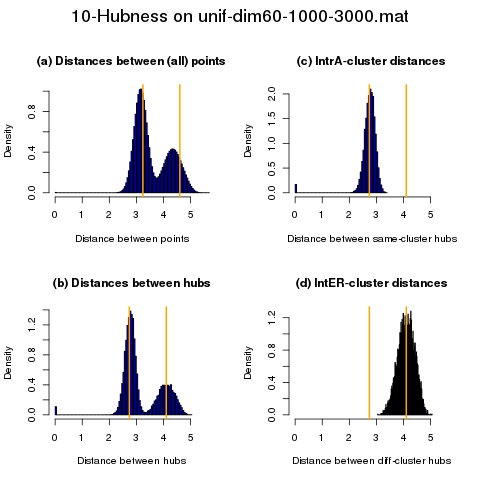 10-Hubness on unif-dim60-1000-3000.mat
(a) Distances between (all) points
Density
0.0 0.4 0.8
0 1 2 3 4 5
Distance between points
(c) IntrA-cluster distances
Density
0.0 0.5 1.0 1.5 2.0
0 1 2 3 4 5
Distance between same-cluster hubs
(b) Distances between hubs
Density
0.0 0.4 0.8 1.2
0 1 2 3 4 5
Distance between hubs
(d) IntER-cluster distances
Density
0.0 0.4 0.8 1.2
0 1 2 3 4 5
Distance between diff-cluster hubs